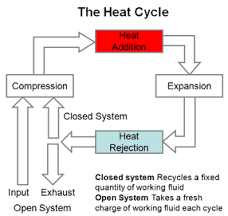 The Heat Cycle
Heat
Addition
Compression
Expansion
Closed System
Heat
Rejection
Input
Exhaust
Open System
Closed system Recycles a fixed
quantity of working fluid
Open System Takes a fresh
charge of working fluid each cycle